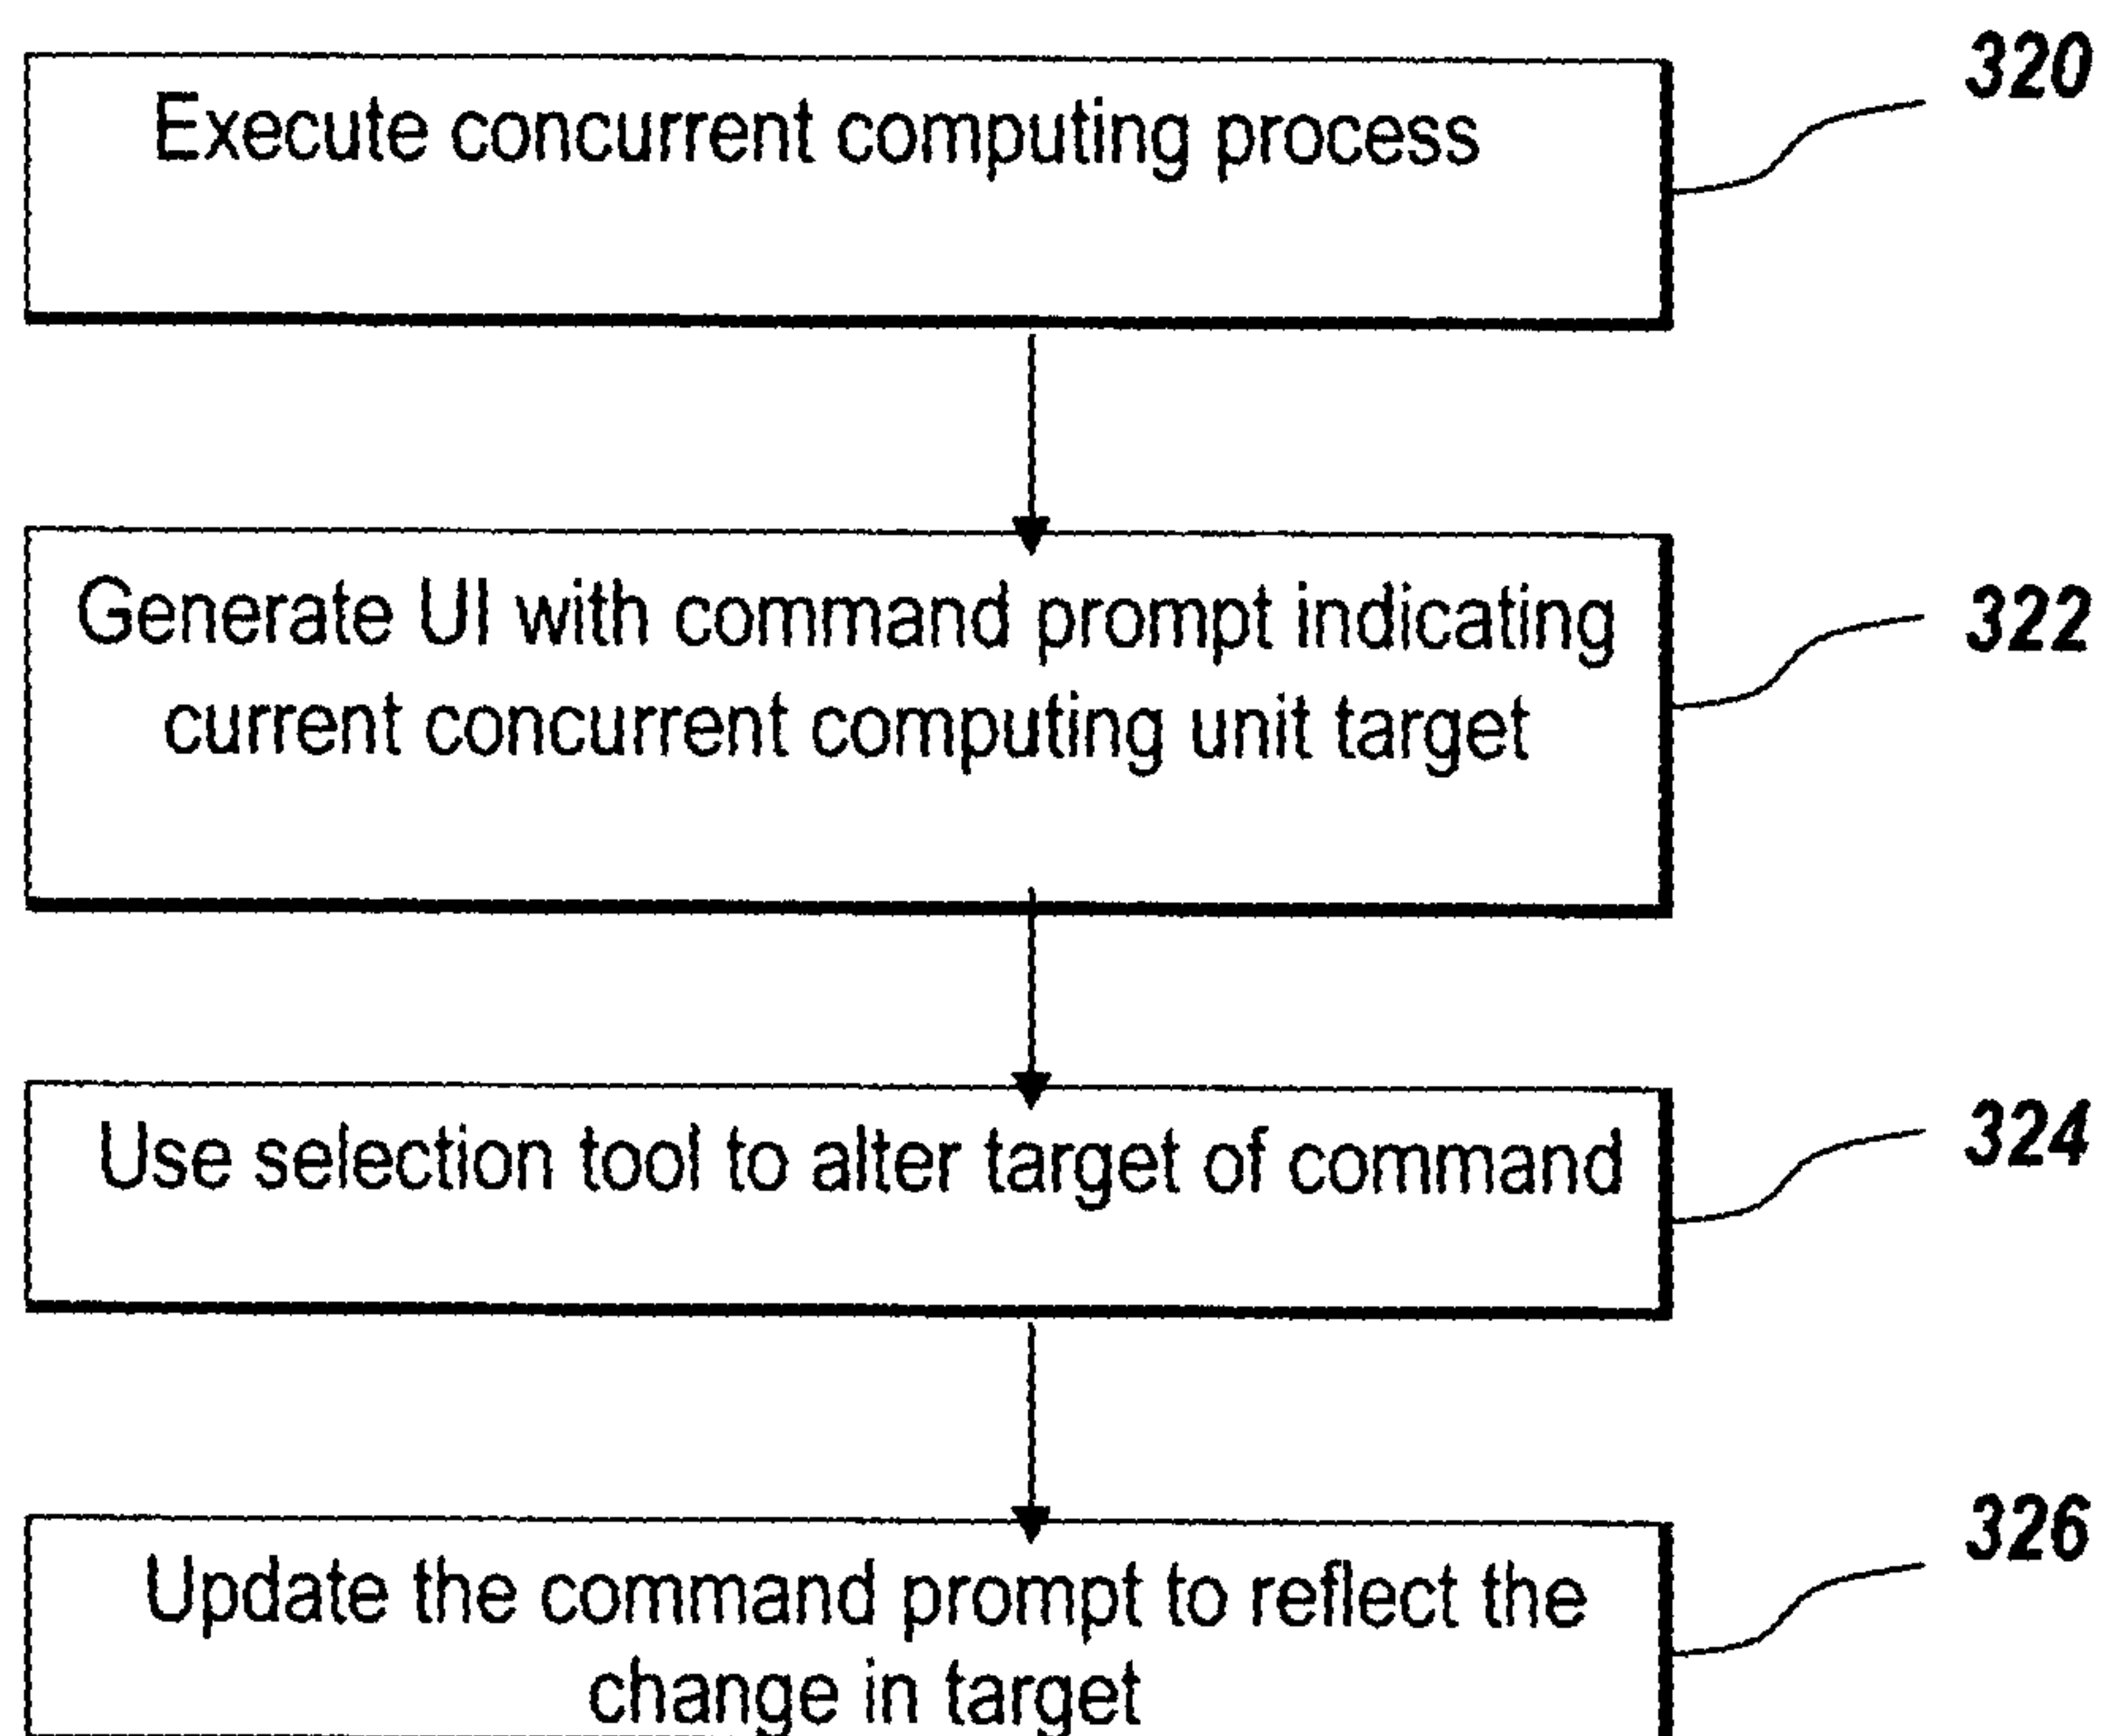 320
Execute concurrent computing process
Generate UI with command prompt indicating
322
current concurrent computing unit target
324
Use selection tool to alter target of command
326
Update the command prompt to reflect the
change in target